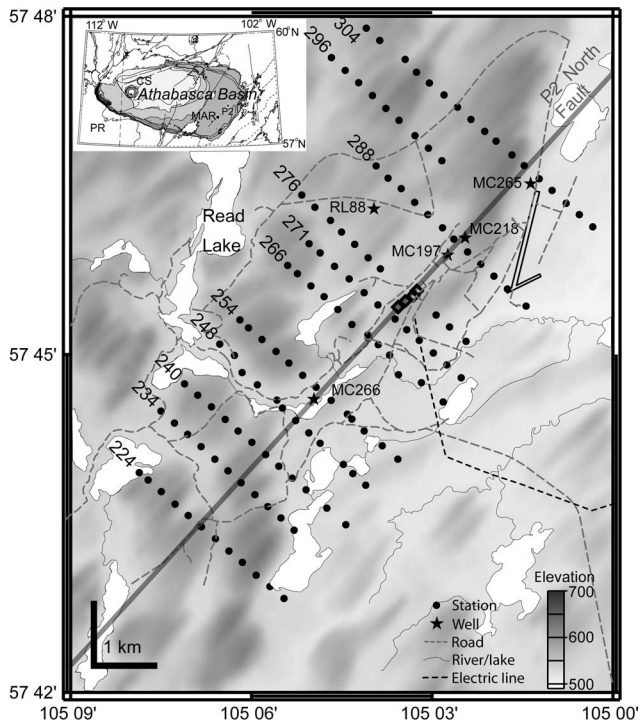 57 48'
112°W
102°W
60°N
CS
Athabasca Basin
MAR
P2
PR
57°N
304
296
288
276
271
266
254
248
240
234
224
P2 North
Fault
MC265
RL88
MC218
MC197
Read
Lake
57 45'
MC266
Elevation
700
600
500
Station
Well
Road
River/lake
Electric line
1 km
57 42'
105 09'
105 06'
105 03'
105 00'